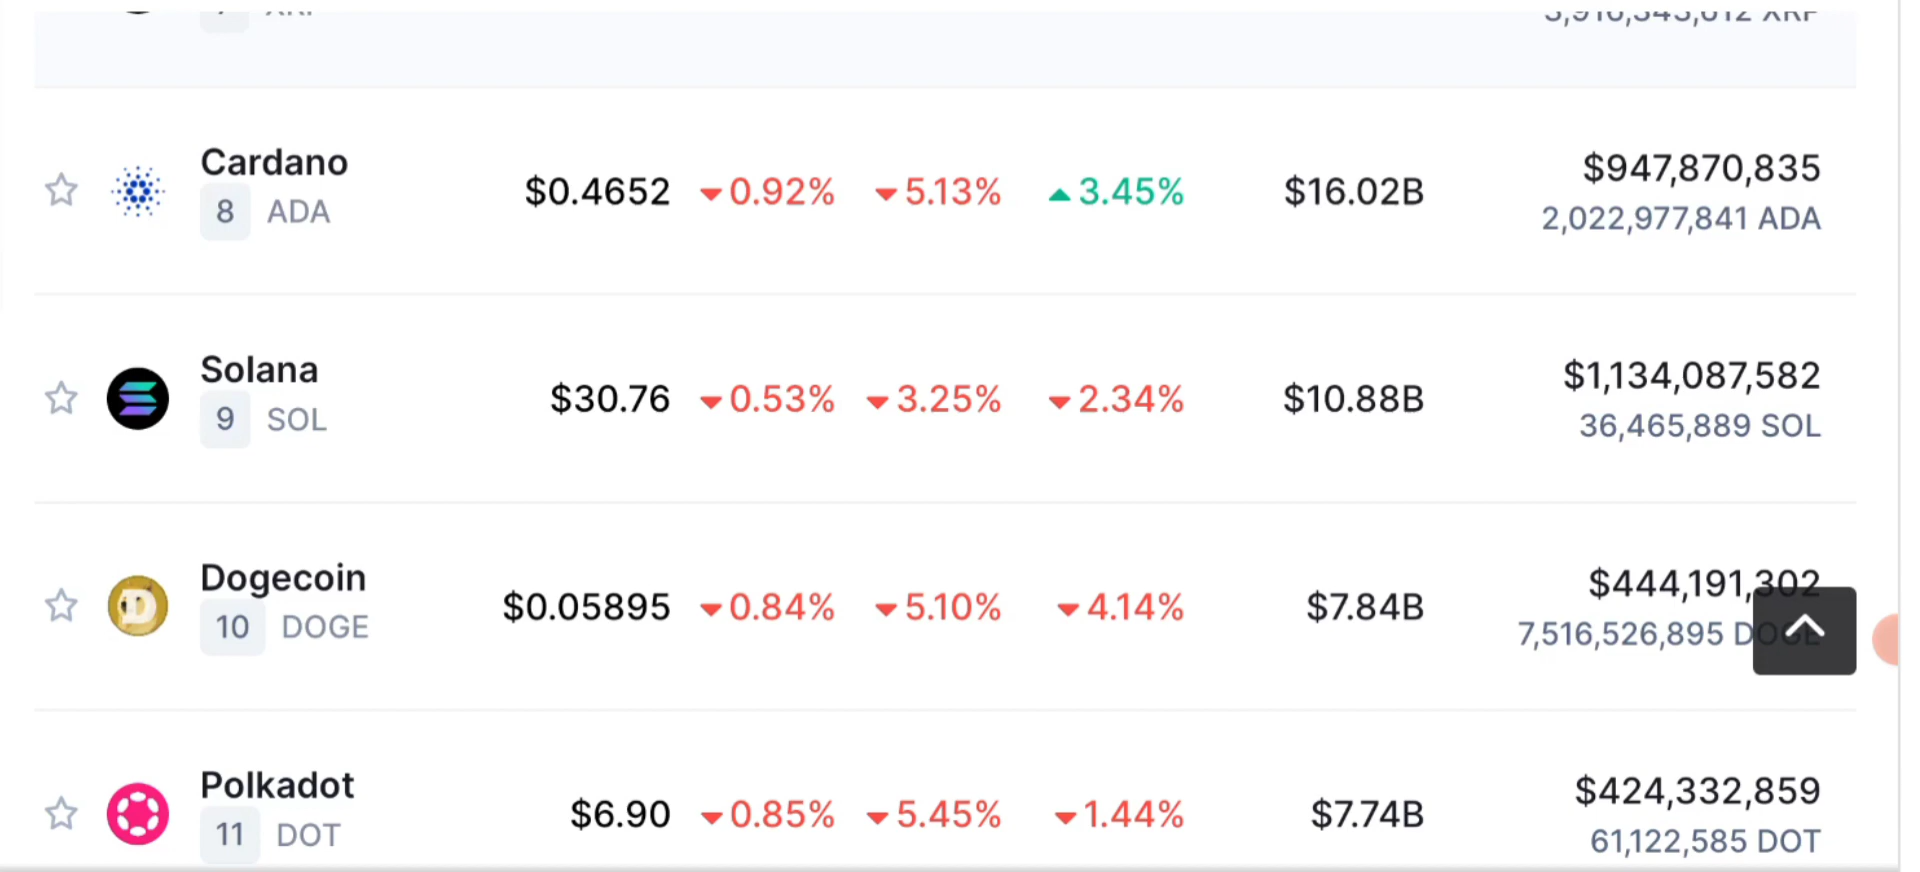 Cardano
8 ADA
$0.4652 0.92% 5.13% 3.45% $16.02B
$947,870,835
2,022,977,841 ADA
Solana
9 SOL
$30.76 0.53% 3.25% 2.34% $10.88B
$1,134,087,582
36,465,889 SOL
Dogecoin
10 DOGE
$0.05895 0.84% 5.10% 4.14% $7.84B
$444,191,302
7,516,526,895 DOGE
Polkadot
11 DOT
$6.90 0.85% 5.45% 1.44% $7.74B
$424,332,859
61,122,585 DOT